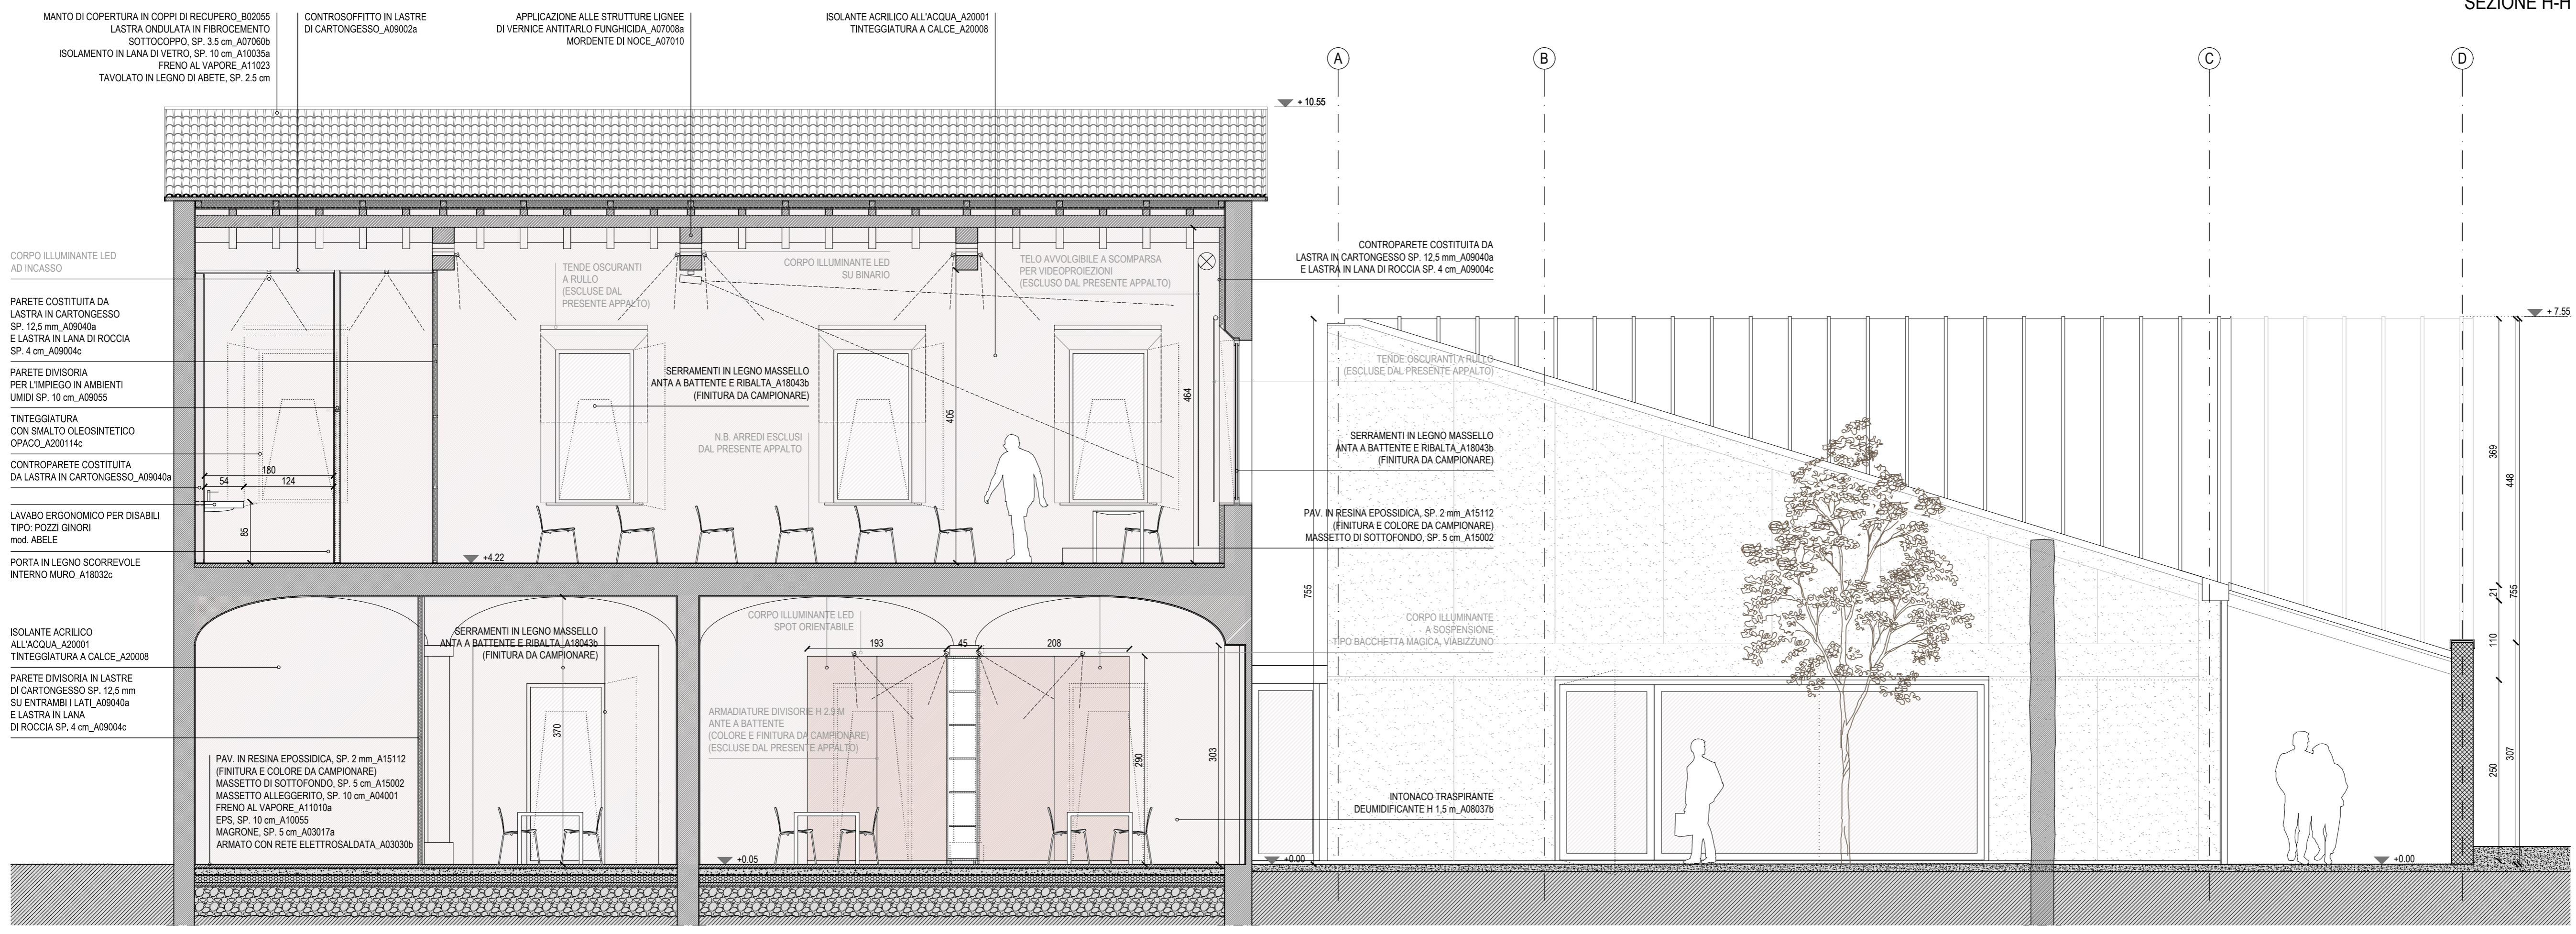 SEZIONE H-H
MANTO DI COPERTURA IN COPPI DI RECUPERO_B02055
LASTRA ONDULATA IN FIBROCEMENTO
SOTTOCOPPO, SP. 3.5 cm_A07060b
ISOLAMENTO IN LANA DI VETRO, SP. 10 cm_A10035a
FRENO AL VAPORE_A11023
TAVOLATO IN LEGNO DI ABETE, SP. 2.5 cm
CONTROSOFFITTO IN LASTRE
DI CARTONGESSO_A09002a
APPLICAZIONE ALLE STRUTTURE LIGNEE
DI VERNICE ANTITARLO FUNGHICIDA_A07008a
MORDENTE DI NOCE_A07010
ISOLANTE ACRILICO ALL'ACQUA_A20001
TINTEGGIATURA A CALCE_A20008
A
B
C
D
+ 10.55
+ 7.55
CORPO ILLUMINANTE LED
AD INCASSO
PARETE COSTITUITA DA
LASTRA IN CARTONGESSO
SP. 12,5 mm_A09040a
E LASTRA IN LANA DI ROCCIA
SP. 4 cm_A09004c
PARETE DIVISORIA
PER L'IMPIEGO IN AMBIENTI
UMIDI SP. 10 cm_A09055
TINTEGGIATURA
CON SMALTO OLEOSINTETICO
OPACO_A200114c
CONTROPARETE COSTITUITA
DA LASTRA IN CARTONGESSO_A09040a
LAVABO ERGONOMICO PER DISABILI
TIPO: POZZI GINORI
mod. ABELE
PORTA IN LEGNO SCORREVOLE
INTERNO MURO_A18032c
ISOLANTE ACRILICO
ALL'ACQUA_A20001
TINTEGGIATURA A CALCE_A20008
PARETE DIVISORIA IN LASTRE
DI CARTONGESSO SP. 12,5 mm
SU ENTRAMBI I LATI_A09040a
E LASTRA IN LANA
DI ROCCIA SP. 4 cm_A09004c
180
54
124
85
TENDE OSCURANTI
A RULLO
(ESCLUSE DAL
PRESENTE APPALTO)
CORPO ILLUMINANTE LED
SU BINARIO
TELO AVVOLGIBILE A SCOMPARSA
PER VIDEOPROIEZIONI
(ESCLUSO DAL PRESENTE APPALTO)
SERRAMENTI IN LEGNO MASSELLO
ANTA A BATTENTE E RIBALTA_A18043b
(FINITURA DA CAMPIONARE)
N.B. ARREDI ESCLUSI
DAL PRESENTE APPALTO
405
464
+4.22
CONTROPARETE COSTITUITA DA
LASTRA IN CARTONGESSO SP. 12,5 mm_A09040a
E LASTRA IN LANA DI ROCCIA SP. 4 cm_A09004c
TENDE OSCURANTI A RULLO
(ESCLUSE DAL PRESENTE APPALTO)
SERRAMENTI IN LEGNO MASSELLO
ANTA A BATTENTE E RIBALTA_A18043b
(FINITURA DA CAMPIONARE)
PAV. IN RESINA EPOSSIDICA, SP. 2 mm_A15112
(FINITURA E COLORE DA CAMPIONARE)
MASSETTO DI SOTTOFONDO, SP. 5 cm_A15002
755
CORPO ILLUMINANTE
A SOSPENSIONE
TIPO BACCHETTA MAGICA, VIABIZZUNO
INTONACO TRASPIRANTE
DEUMIDIFICANTE H 1,5 m_A08037b
SERRAMENTI IN LEGNO MASSELLO
ANTA A BATTENTE E RIBALTA_A18043b
(FINITURA DA CAMPIONARE)
370
CORPO ILLUMINANTE LED
SPOT ORIENTABILE
193
45
208
ARMADIATURE DIVISORIE H 2.9 M
ANTE A BATTENTE
(COLORE E FINITURA DA CAMPIONARE)
(ESCLUSE DAL PRESENTE APPALTO)
290
303
PAV. IN RESINA EPOSSIDICA, SP. 2 mm_A15112
(FINITURA E COLORE DA CAMPIONARE)
MASSETTO DI SOTTOFONDO, SP. 5 cm_A15002
MASSETTO ALLEGGERITO, SP. 10 cm_A04001
FRENO AL VAPORE_A11010a
EPS, SP. 10 cm_A10055
MAGRONE, SP. 5 cm_A03017a
ARMATO CON RETE ELETTROSALDATA_A03030b
+0.05
+0.00
+0.00
369
21
110
250
448
307
755